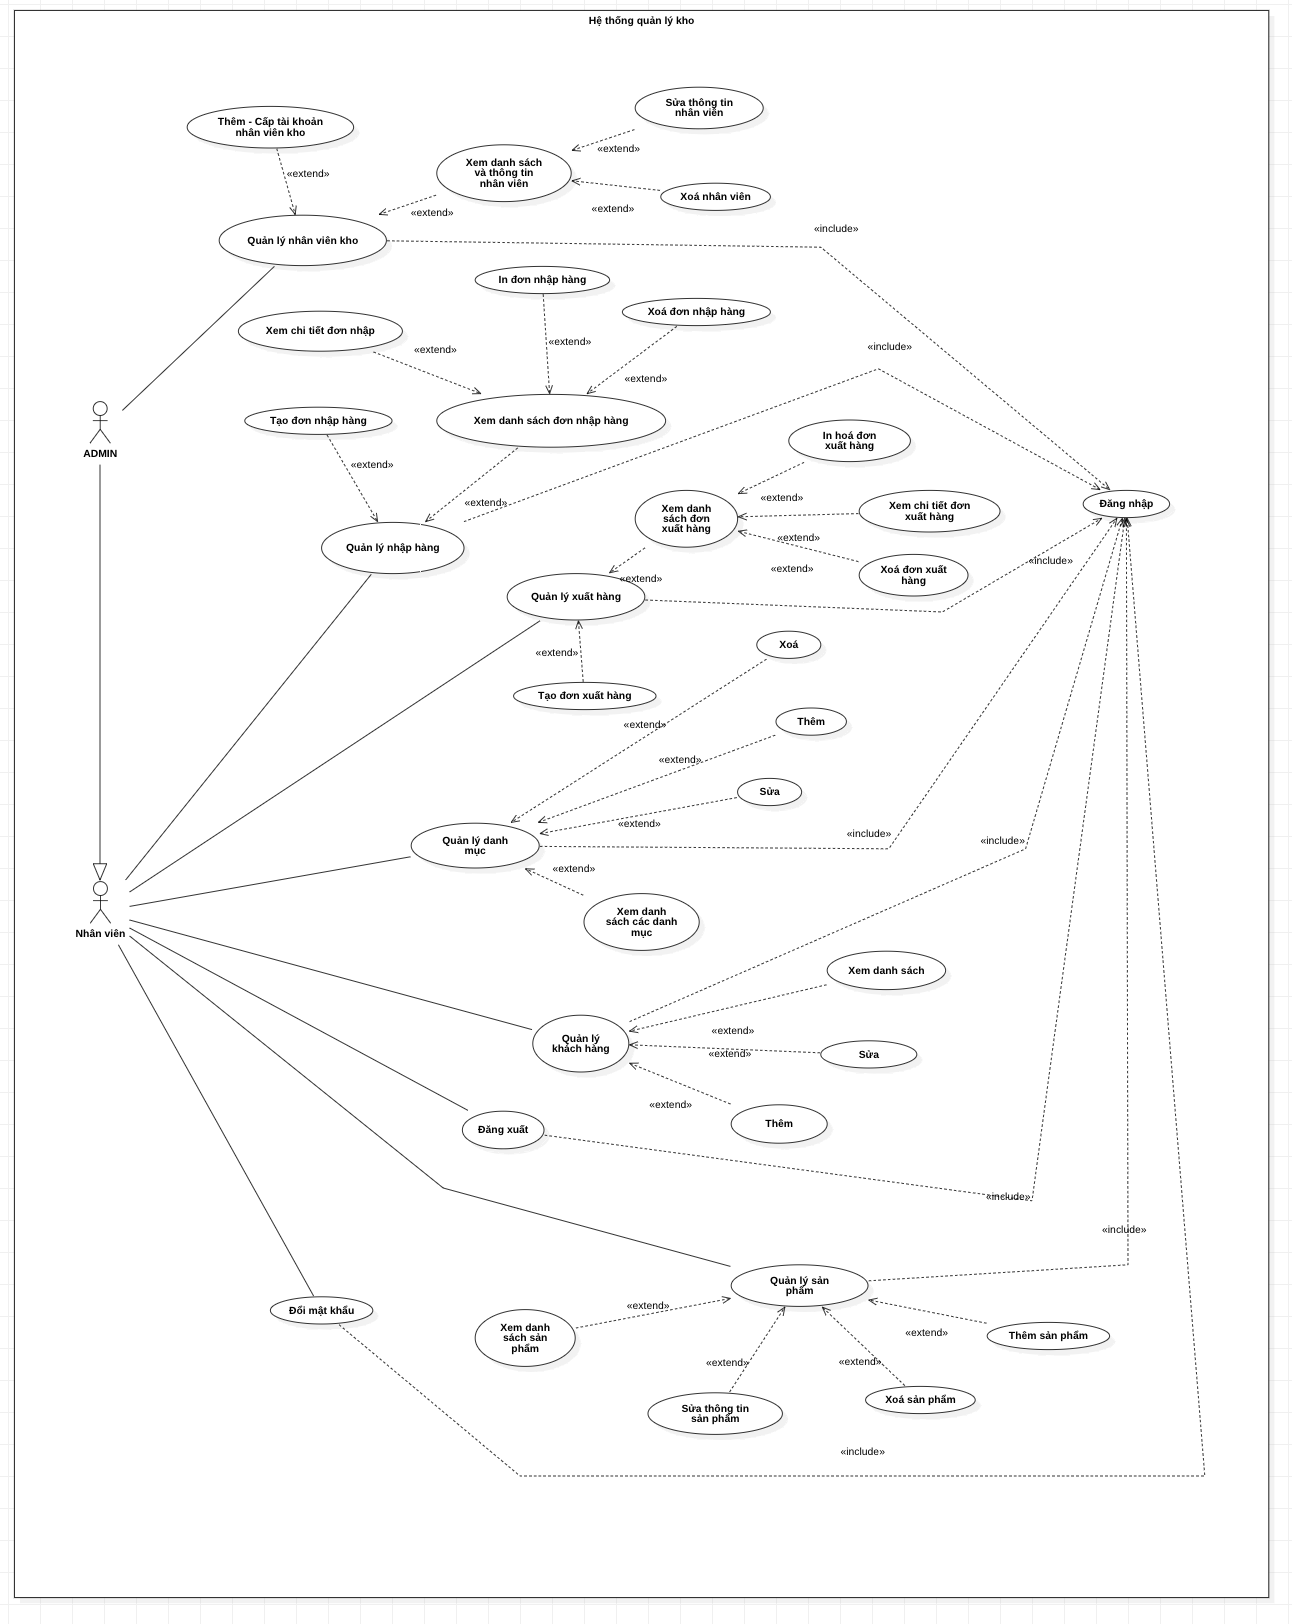 Hệ thống quản lý kho
Sửa thông tin
nhân viên
Thêm - Cấp tài khoản
nhân viên kho
«extend»
Xem danh sách
và thông tin
nhân viên
«extend»
Xoá nhân viên
«extend»
«extend»
«include»
Quản lý nhân viên kho
In đơn nhập hàng
Xoá đơn nhập hàng
Xem chi tiết đơn nhập
«extend»
«extend»
«include»
«extend»
Tạo đơn nhập hàng
Xem danh sách đơn nhập hàng
In hoá đơn
xuất hàng
ADMIN
«extend»
«extend»
«extend»
Đăng nhập
Xem danh
sách đơn
xuất hàng
Xem chi tiết đơn
xuất hàng
«extend»
Quản lý nhập hàng
«include»
«extend»
Xoá đơn xuất
hàng
«extend»
Quản lý xuất hàng
Xoá
«extend»
Tạo đơn xuất hàng
«extend»
Thêm
«extend»
Sửa
«extend»
«include»
«include»
Quản lý danh
mục
«extend»
Xem danh
sách các danh
mục
Nhân viên
Xem danh sách
«extend»
Quản lý
khách hàng
«extend»
Sửa
«extend»
Thêm
Đăng xuất
«include»
«include»
Quản lý sản
phẩm
«extend»
Đổi mật khẩu
Xem danh
sách sản
phẩm
«extend»
Thêm sản phẩm
«extend»
«extend»
Xoá sản phẩm
Sửa thông tin
sản phẩm
«include»